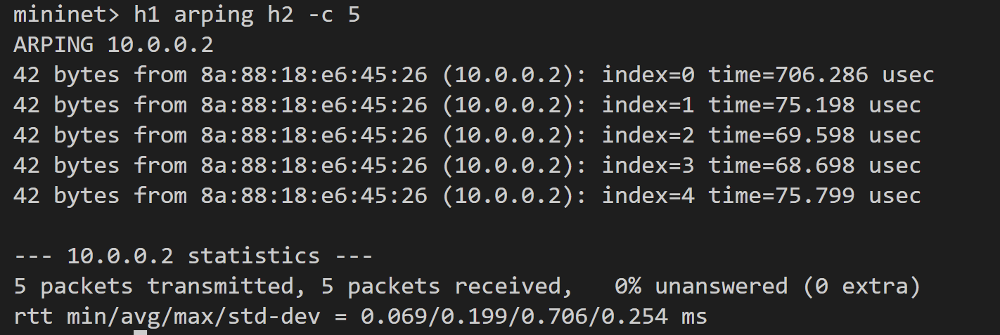 mininet> h1 arping h2 -c 5
ARPING 10.0.0.2
42 bytes from 8a:88:18:e6:45:26 (10.0.0.2): index=0 time=706.286 usec
42 bytes from 8a:88:18:e6:45:26 (10.0.0.2): index=1 time=75.198 usec
42 bytes from 8a:88:18:e6:45:26 (10.0.0.2): index=2 time=69.598 usec
42 bytes from 8a:88:18:e6:45:26 (10.0.0.2): index=3 time=68.698 usec
42 bytes from 8a:88:18:e6:45:26 (10.0.0.2): index=4 time=75.799 usec
--- 10.0.0.2 statistics ---
5 packets transmitted, 5 packets received,   0% unanswered (0 extra)
rtt min/avg/max/std-dev = 0.069/0.199/0.706/0.254 ms